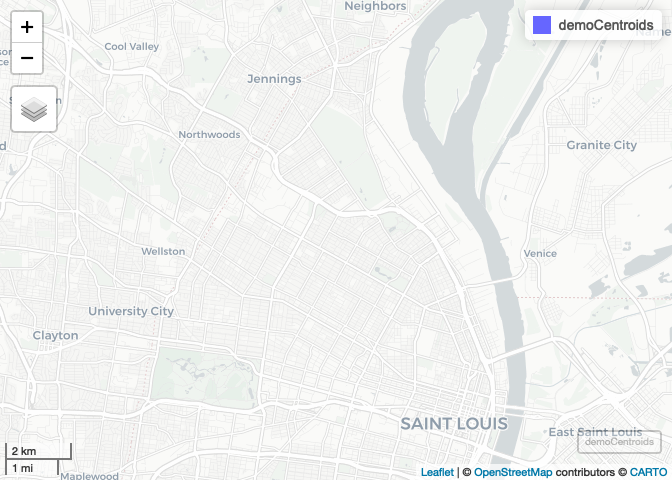 Neighbors
+
demoCentroids
Cool Valley
−
Jennings
Northwoods
Granite City
Wellston
Venice
University City
Clayton
SAINT LOUIS
East Saint Louis
demoCentroids
2 km
1 mi
Maplewood
Leaflet | © OpenStreetMap contributors © CARTO